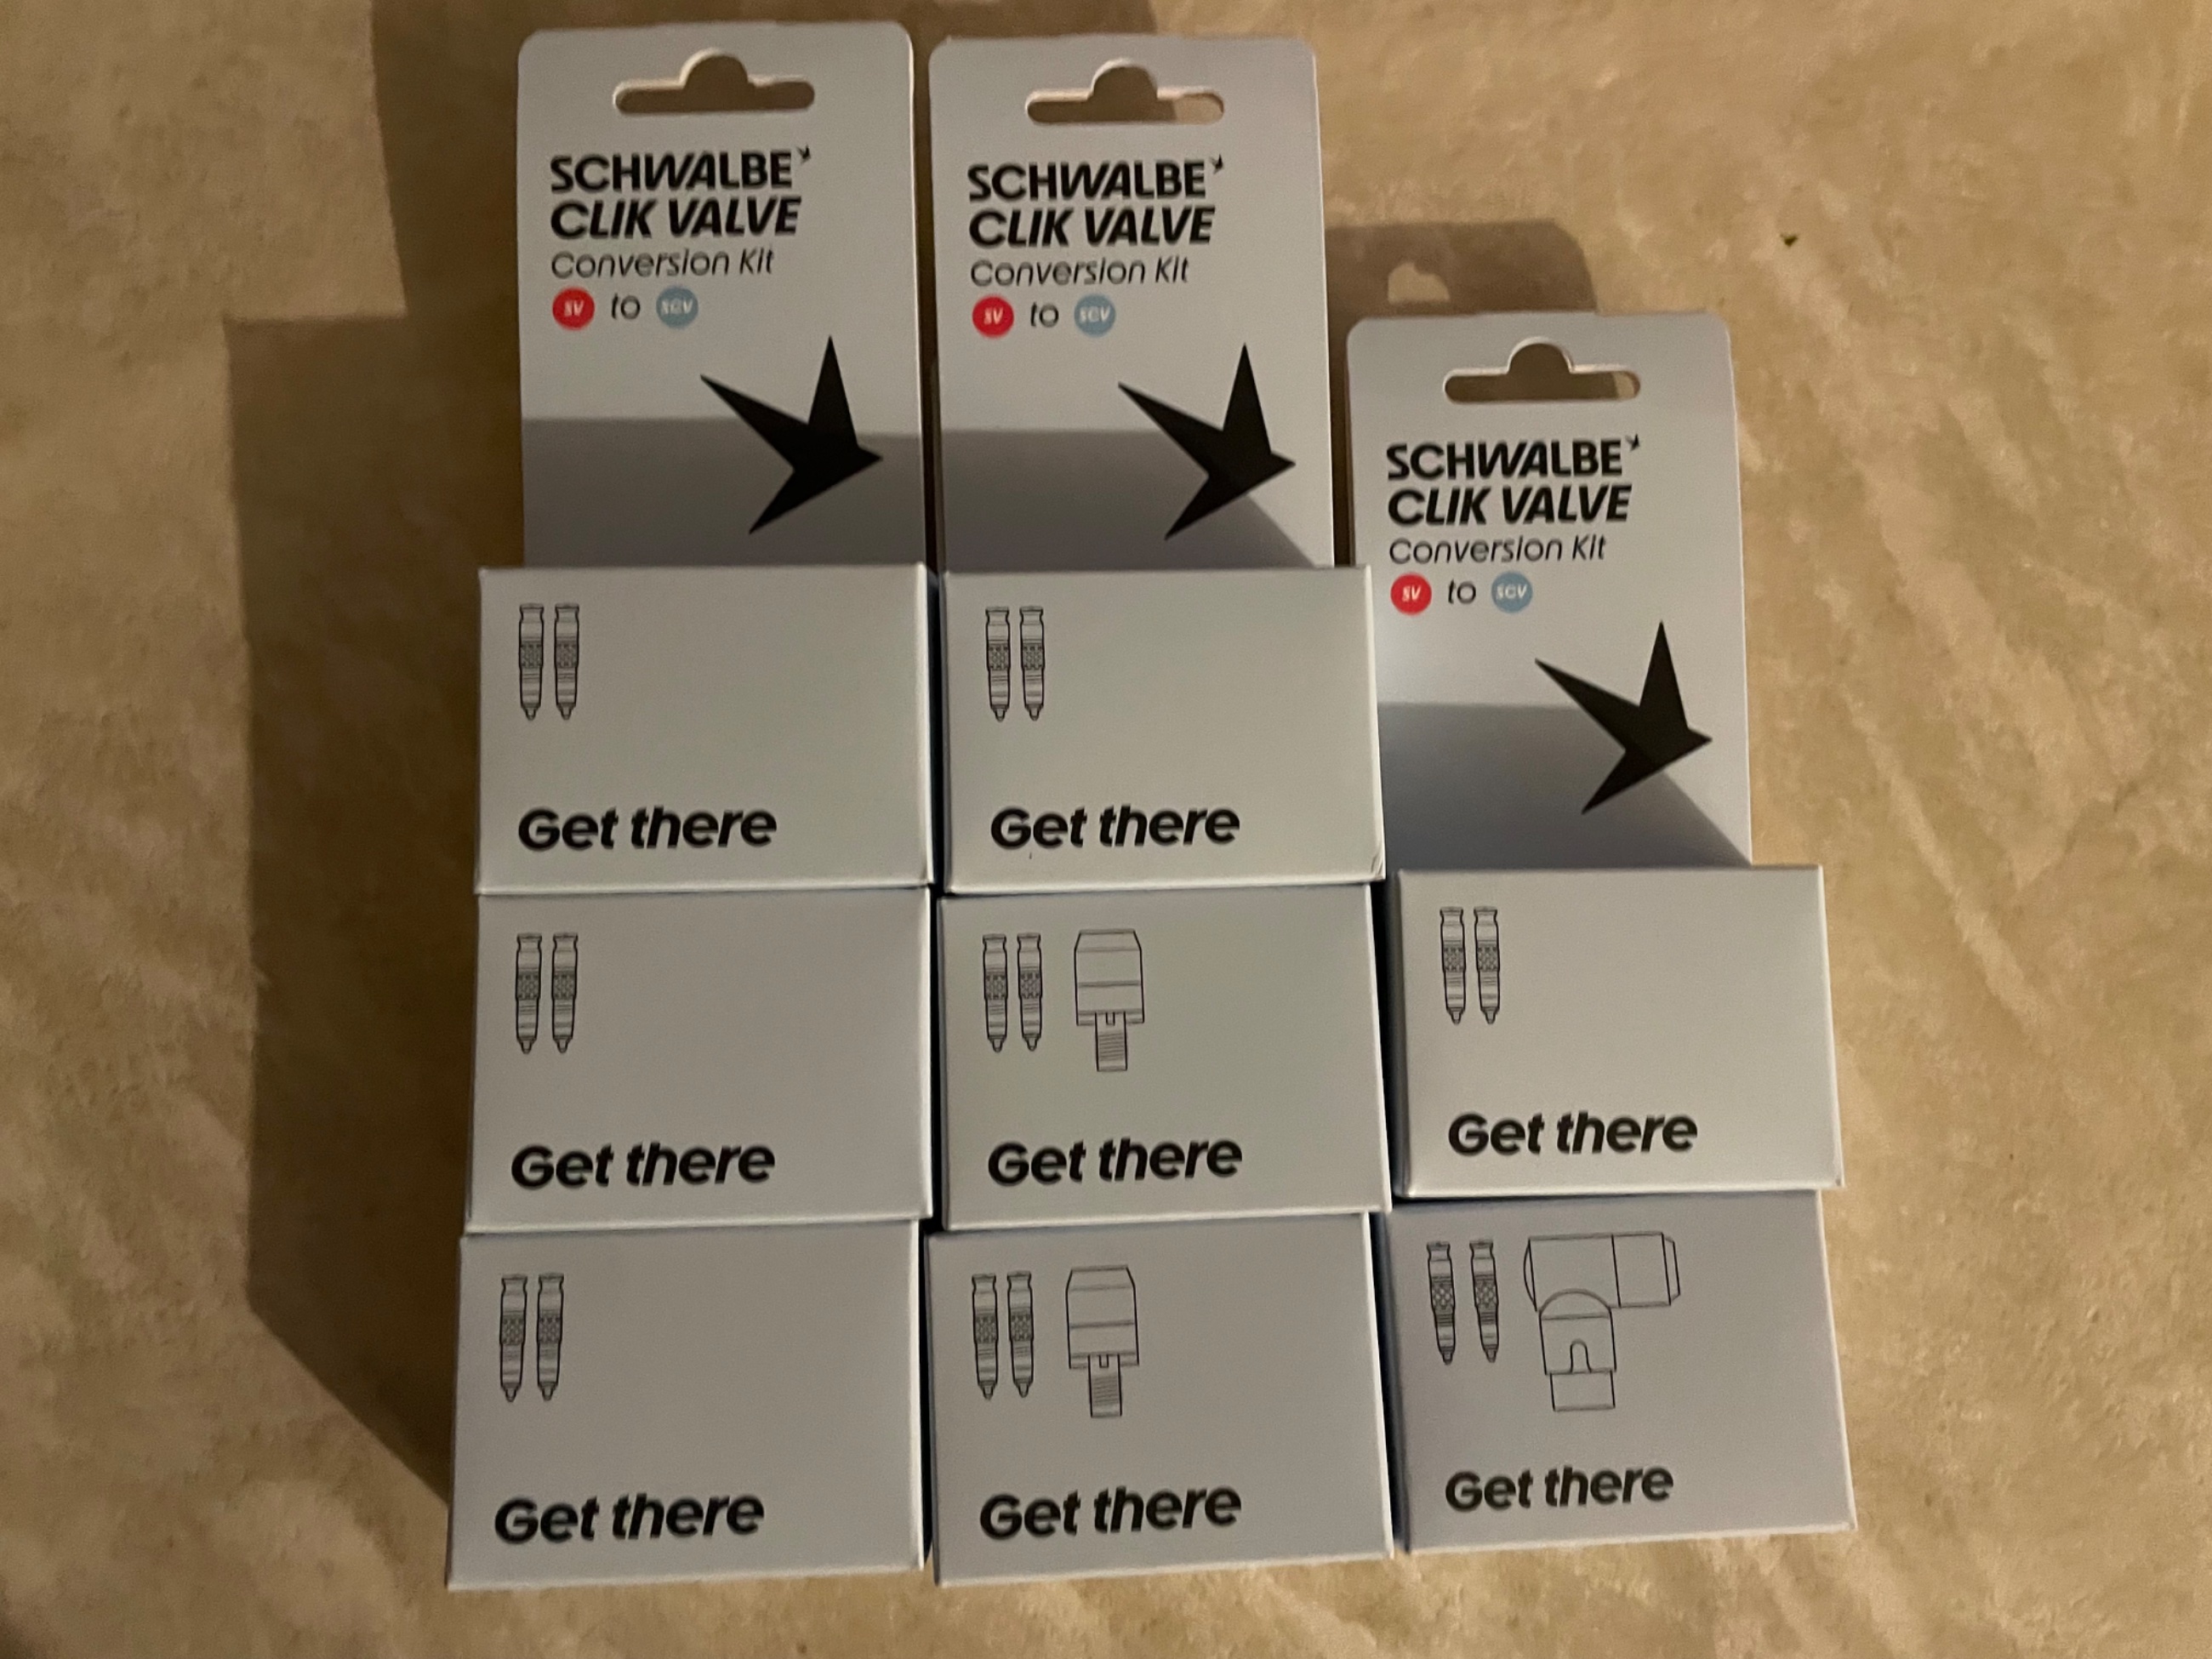 SCHWALBE
CLIK VALVE
Conversion Kit
SV to SCV
SCHWALBE
CLIK VALVE
Conversion Kit
SV to SCV
SCHWALBE
CLIK VALVE
Conversion Kit
SV to SCV
Get there
Get there
Get there
Get there
Get there
Get there
Get there
Get there